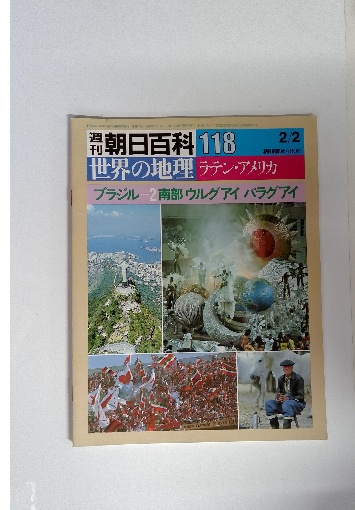 週刊 朝日百科 118 2/2
世界の地理 ラテン・アメリカ
ブラジル—2 南部 ウルグアイ パラグアイ